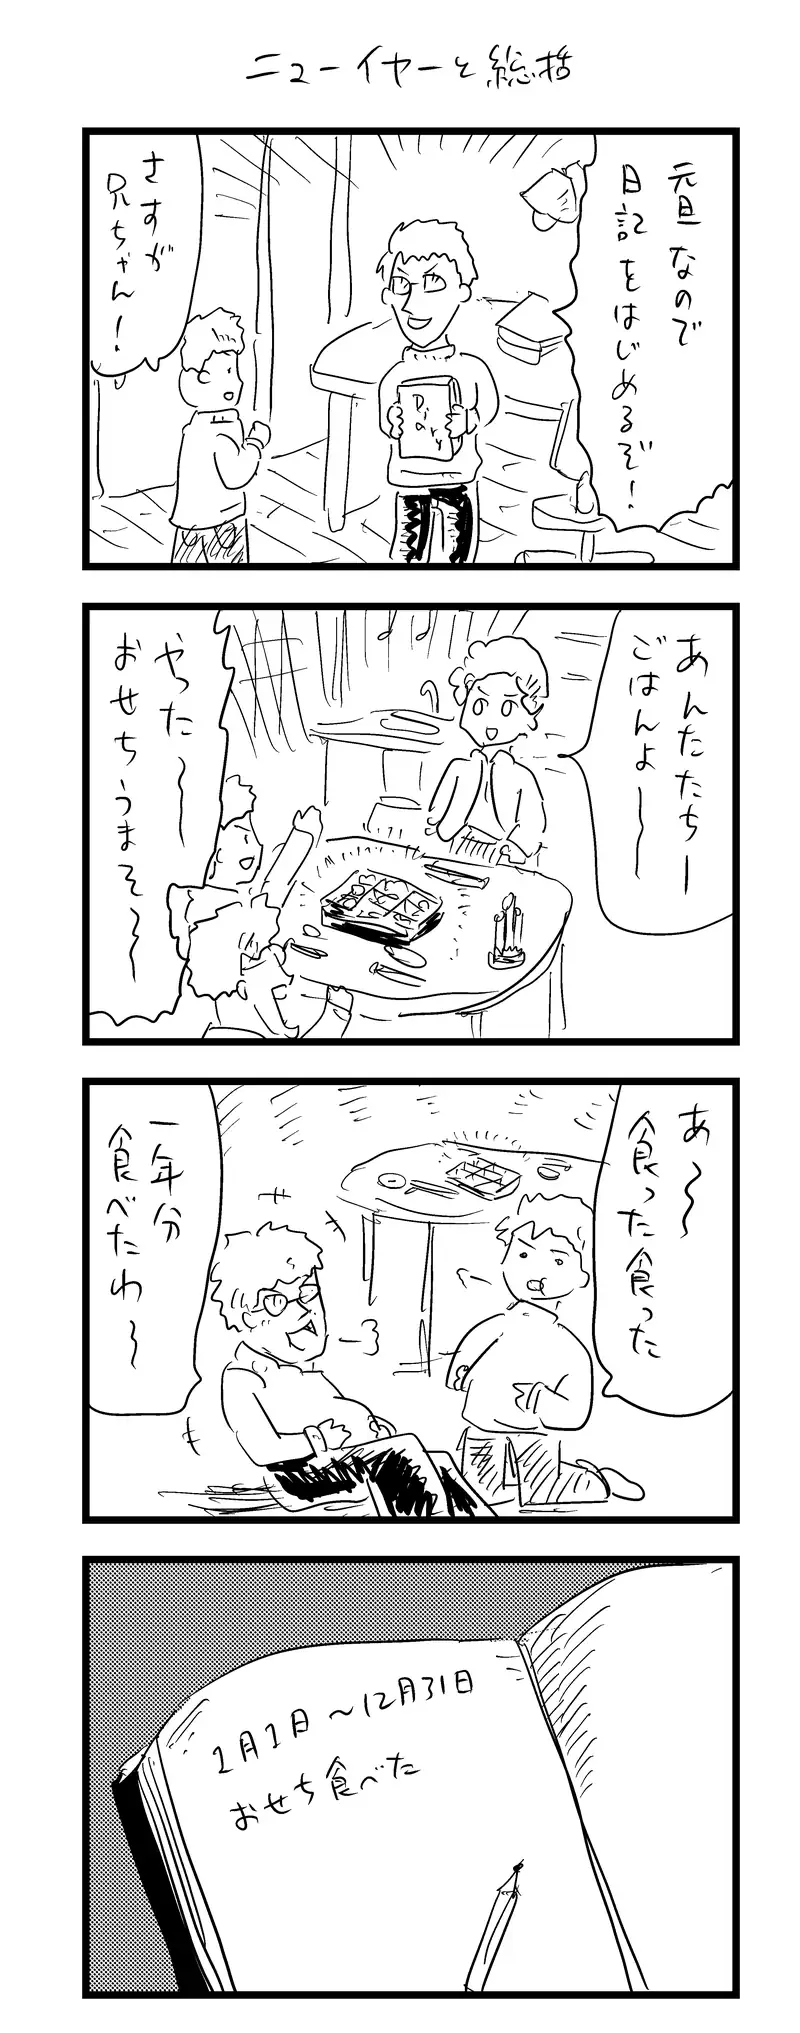 ニューイヤーと総括
元旦なので
日記をはじめるぞ!
さすが
兄ちゃん!
Diary
あんたたちー
ごはんよ〜
やった〜
おせちうまそ〜
あ〜
食った食った
一年分
食べたわ〜
1月1日〜12月31日
おせち食べた